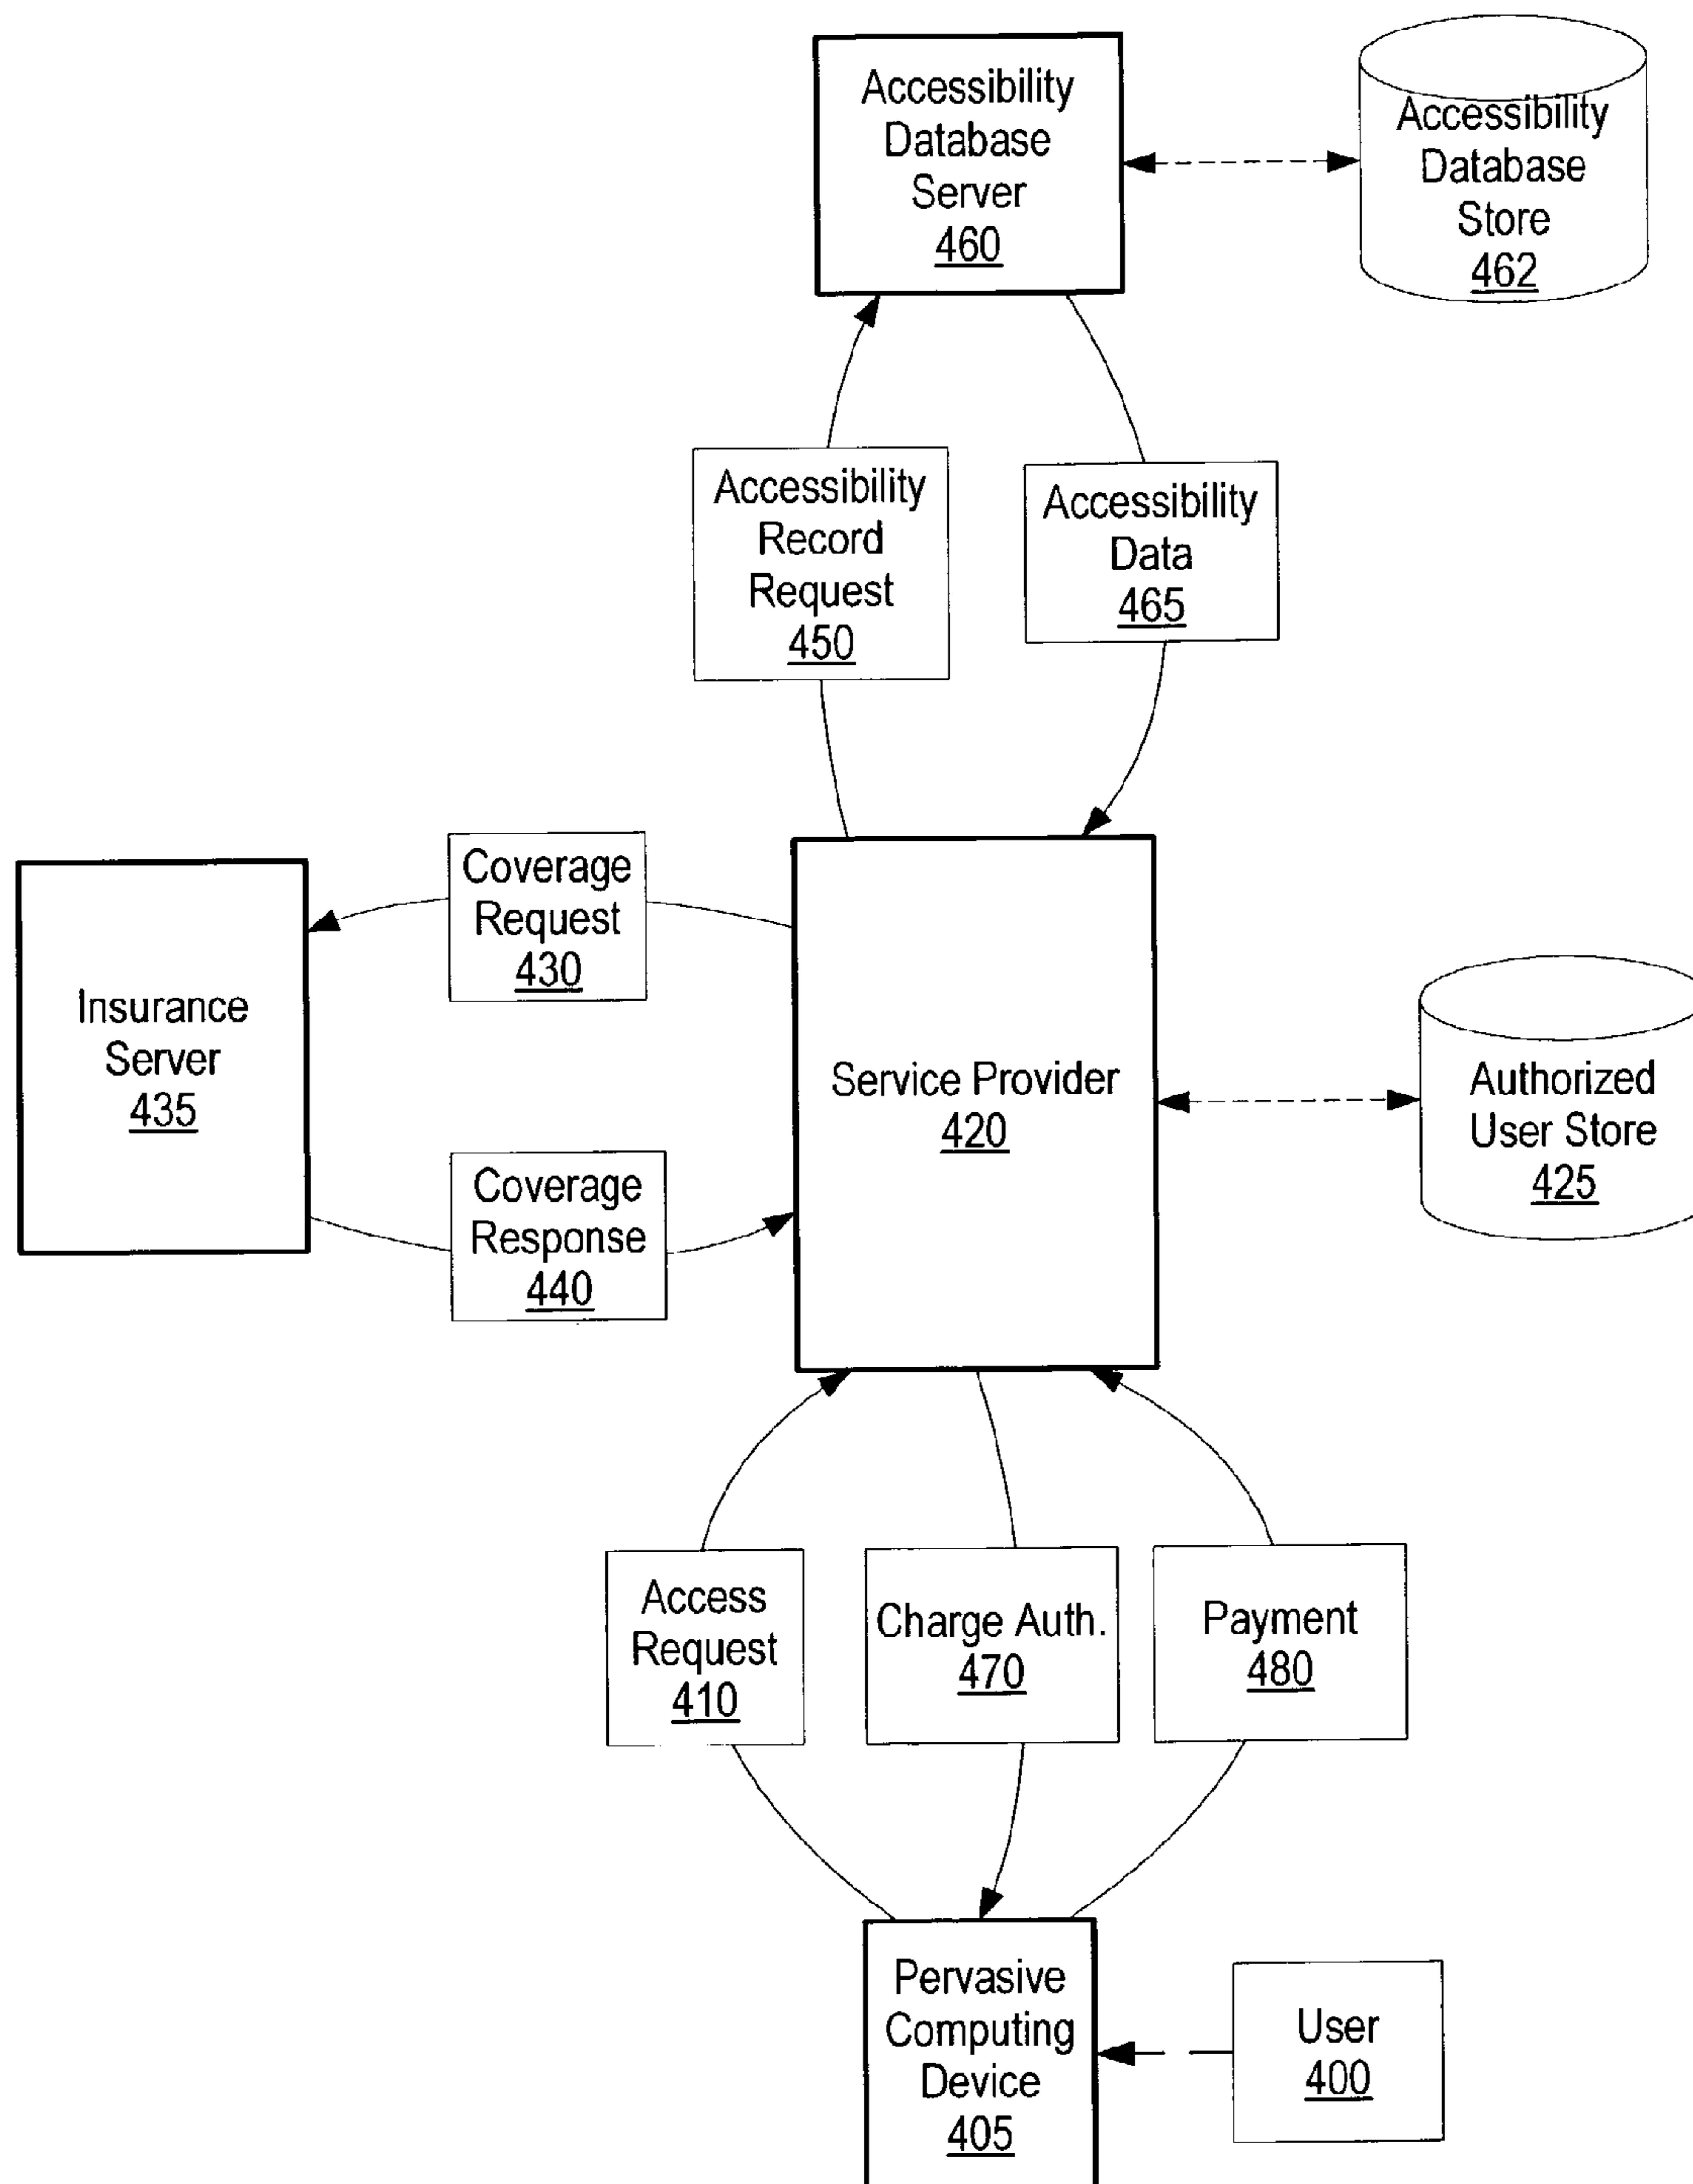 Accessibility
Database
Server
460
Accessibility
Database
Store
462
Accessibility
Record
Request
450
Accessibility
Data
465
Coverage
Request
430
Insurance
Server
435
Service Provider
420
Authorized
User Store
425
Coverage
Response
440
Access
Request
410
Charge Auth.
470
Payment
480
Pervasive
Computing
Device
405
User
400